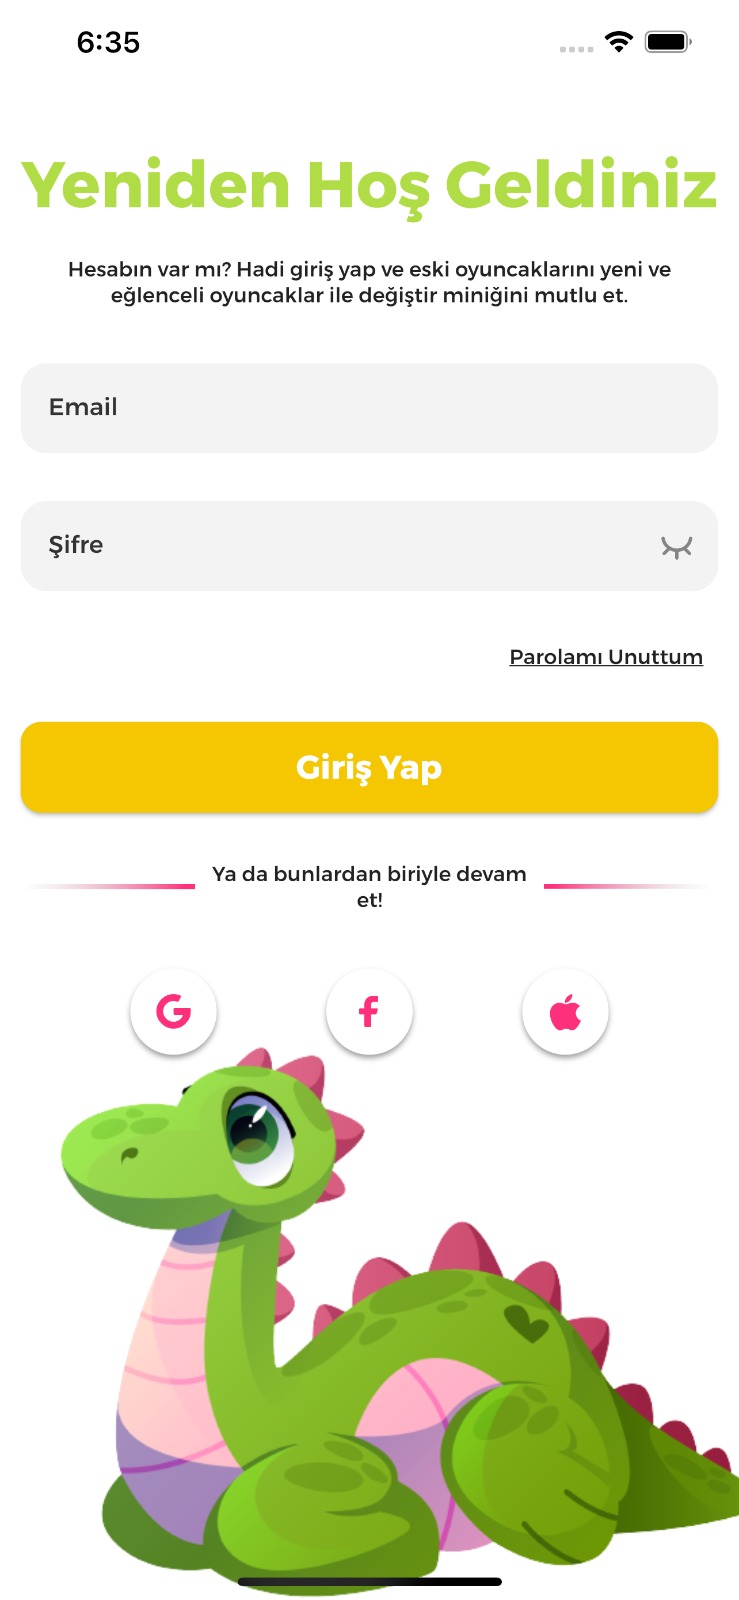 6:35
Yeniden Hoş Geldiniz
Hesabın var mı? Hadi giriş yap ve eski oyuncaklarını yeni ve
eğlenceli oyuncaklar ile değiştir miniğini mutlu et.
Email
Şifre
Parolamı Unuttum
Giriş Yap
Ya da bunlardan biriyle devam
et!